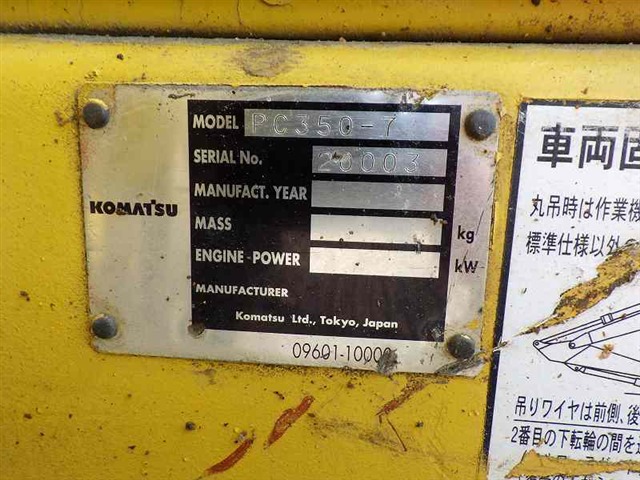 KOMATSU
MODEL PC350-7
SERIAL No. 20003
MANUFACT. YEAR
MASS kg
ENGINE POWER kW
MANUFACTURER
Komatsu Ltd., Tokyo, Japan
09601-1000
車両固
丸吊時は作業機
標準仕様以外
吊りワイヤは前側、後
2番目の下転輪の間を